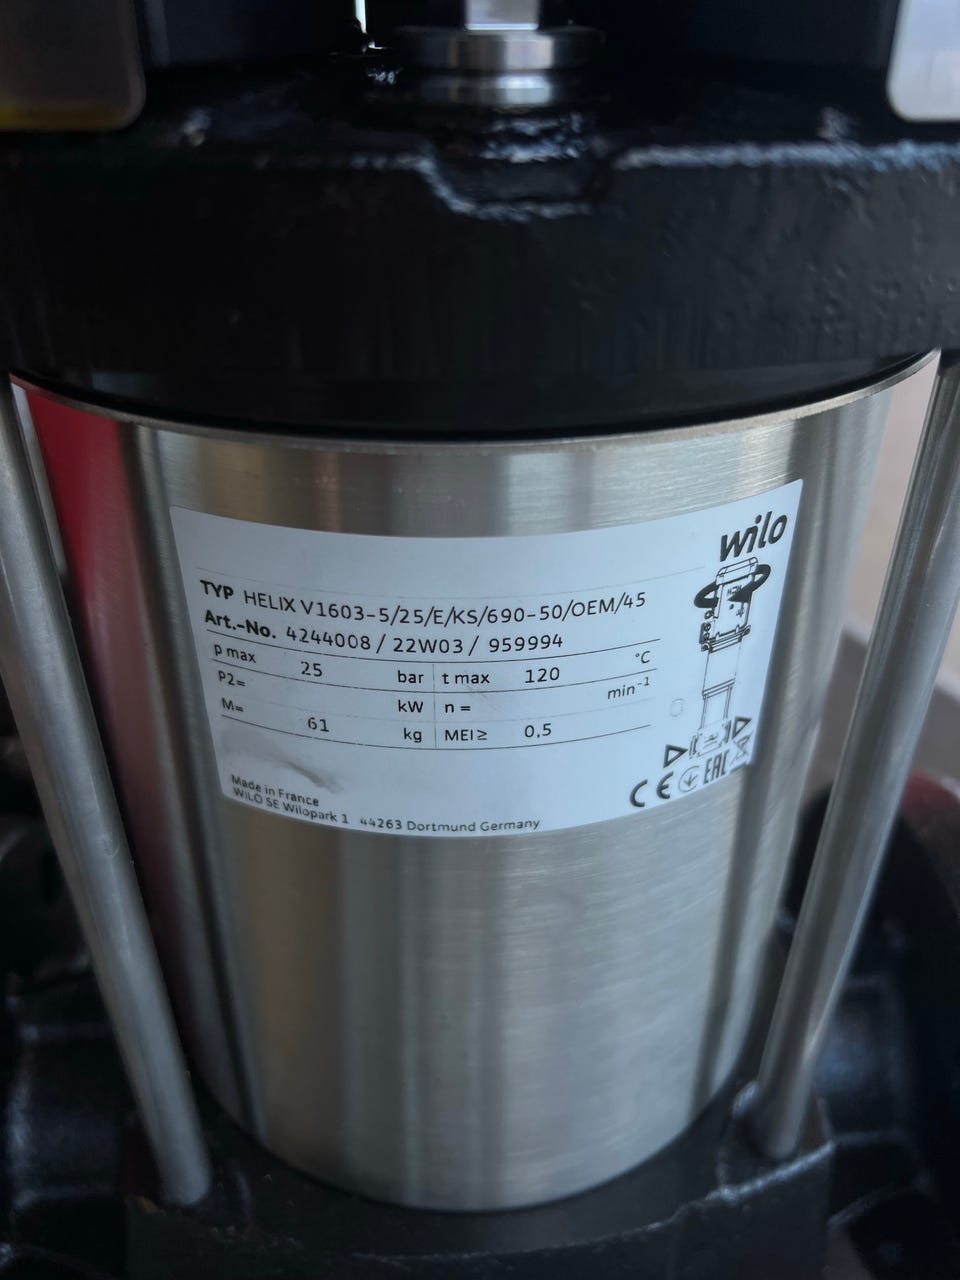 wilo
TYP HELIX V1603-5/25/E/KS/690-50/OEM/45
Art.-No. 4244008 / 22W03 / 959994
p max 25 bar t max 120 °C
P2= kW n = min-1
M= 61 kg MEI≥ 0,5
CE EAC
Made in France
WILO SE Wilopark 1 44263 Dortmund Germany